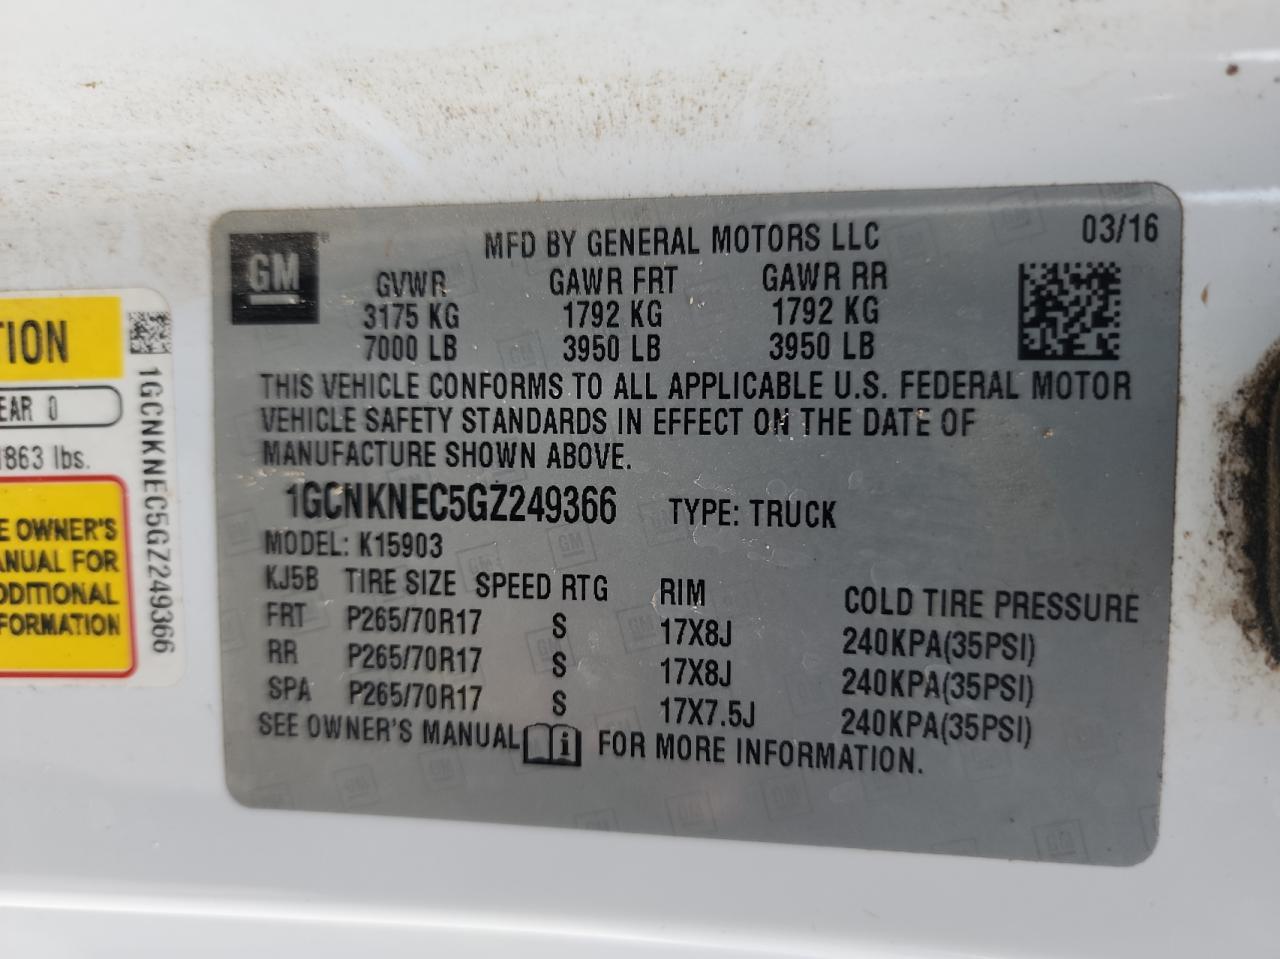 GM
MFD BY GENERAL MOTORS LLC
03/16
GVWR GAWR FRT GAWR RR
3175 KG 1792 KG 1792 KG
7000 LB 3950 LB 3950 LB
THIS VEHICLE CONFORMS TO ALL APPLICABLE U.S. FEDERAL MOTOR
VEHICLE SAFETY STANDARDS IN EFFECT ON THE DATE OF
MANUFACTURE SHOWN ABOVE.
1GCNKNEC5GZ249366 TYPE: TRUCK
MODEL: K15903
KJ5B TIRE SIZE SPEED RTG RIM COLD TIRE PRESSURE
FRT P265/70R17 S 17X8J 240KPA(35PSI)
RR P265/70R17 S 17X8J 240KPA(35PSI)
SPA P265/70R17 S 17X7.5J 240KPA(35PSI)
SEE OWNER'S MANUAL i FOR MORE INFORMATION.
TION
EAR 0
863 lbs.
E OWNER'S
ANUAL FOR
DDITIONAL
FORMATION
1GCNKNEC5GZ249366